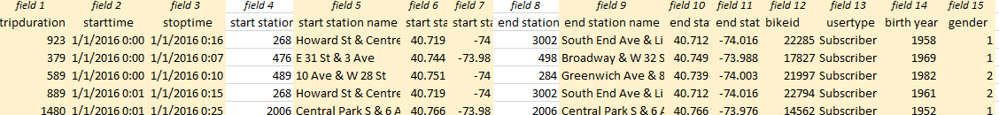 field 1 field 2 field 3 field 4 field 5 field 6 field 7 field 8 field 9 field 10 field 11 field 12 field 13 field 14 field 15
tripduration starttime stoptime start station start station name start sta start sta end station end station name end stat end stat bikeid usertype birth year gender
923 1/1/2016 0:00 1/1/2016 0:16 268 Howard St & Centre 40.719 -74 3002 South End Ave & Li 40.712 -74.016 22285 Subscriber 1958 1
379 1/1/2016 0:00 1/1/2016 0:07 476 E 31 St & 3 Ave 40.744 -73.98 498 Broadway & W 32 S 40.749 -73.988 17827 Subscriber 1969 1
589 1/1/2016 0:00 1/1/2016 0:10 489 10 Ave & W 28 St 40.751 -74 284 Greenwich Ave & 8 40.739 -74.003 21997 Subscriber 1982 2
889 1/1/2016 0:01 1/1/2016 0:15 268 Howard St & Centre 40.719 -74 3002 South End Ave & Li 40.712 -74.016 22794 Subscriber 1961 2
1480 1/1/2016 0:01 1/1/2016 0:25 2006 Central Park S & 6 A 40.766 -73.98 2006 Central Park S & 6 A 40.766 -73.976 14562 Subscriber 1952 1